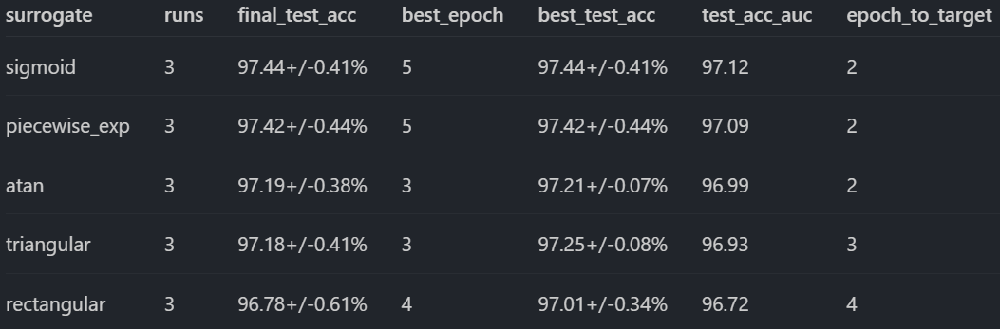 surrogate runs final_test_acc best_epoch best_test_acc test_acc_auc epoch_to_target
sigmoid 3 97.44+/-0.41% 5 97.44+/-0.41% 97.12 2
piecewise_exp 3 97.42+/-0.44% 5 97.42+/-0.44% 97.09 2
atan 3 97.19+/-0.38% 3 97.21+/-0.07% 96.99 2
triangular 3 97.18+/-0.41% 3 97.25+/-0.08% 96.93 3
rectangular 3 96.78+/-0.61% 4 97.01+/-0.34% 96.72 4